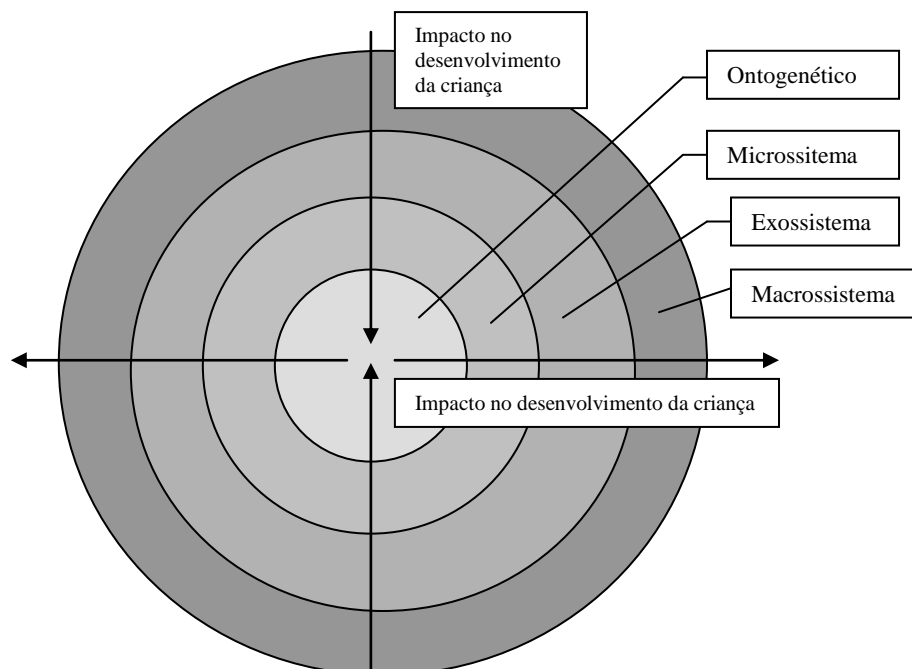 Impacto no
desenvolvimento
da criança
Ontogenético
Microssitema
Exossistema
Macrossistema
Impacto no desenvolvimento da criança